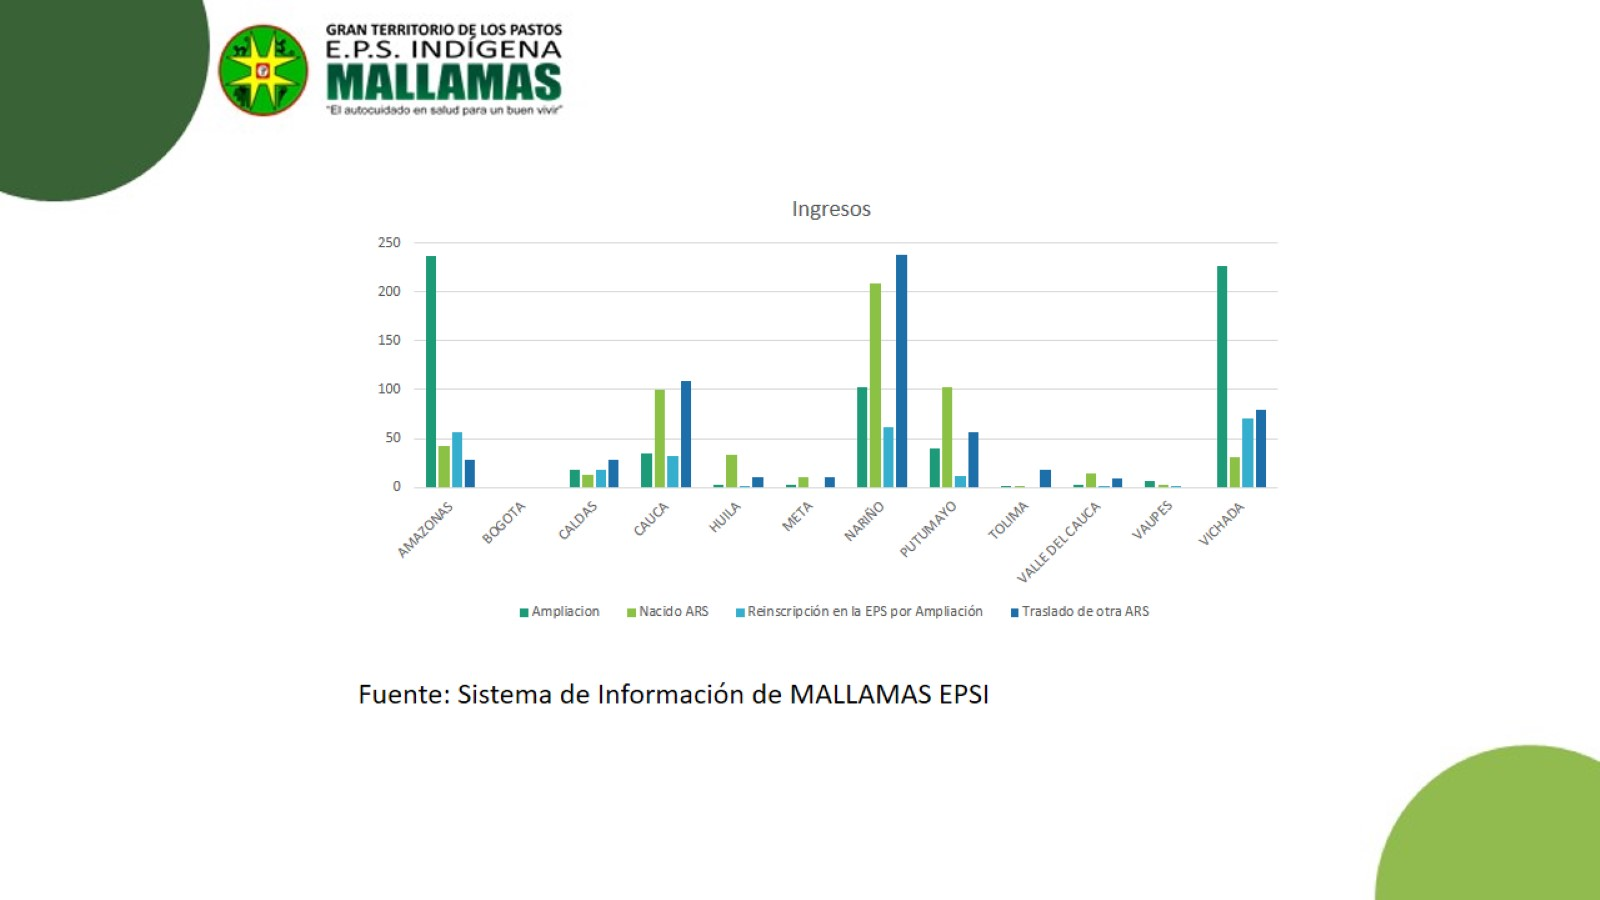 GRAN TERRITORIO DE LOS PASTOS
E.P.S. INDÍGENA
MALLAMAS
"El autocuidado en salud para un buen vivir"
Ingresos
250
200
150
100
50
0
AMAZONAS
BOGOTA
CALDAS
CAUCA
HUILA
META
NARIÑO
PUTUMAYO
TOLIMA
VALLE DEL CAUCA
VAUPES
VICHADA
Ampliacion Nacido ARS Reinscripción en la EPS por Ampliación Traslado de otra ARS
Fuente: Sistema de Información de MALLAMAS EPSI